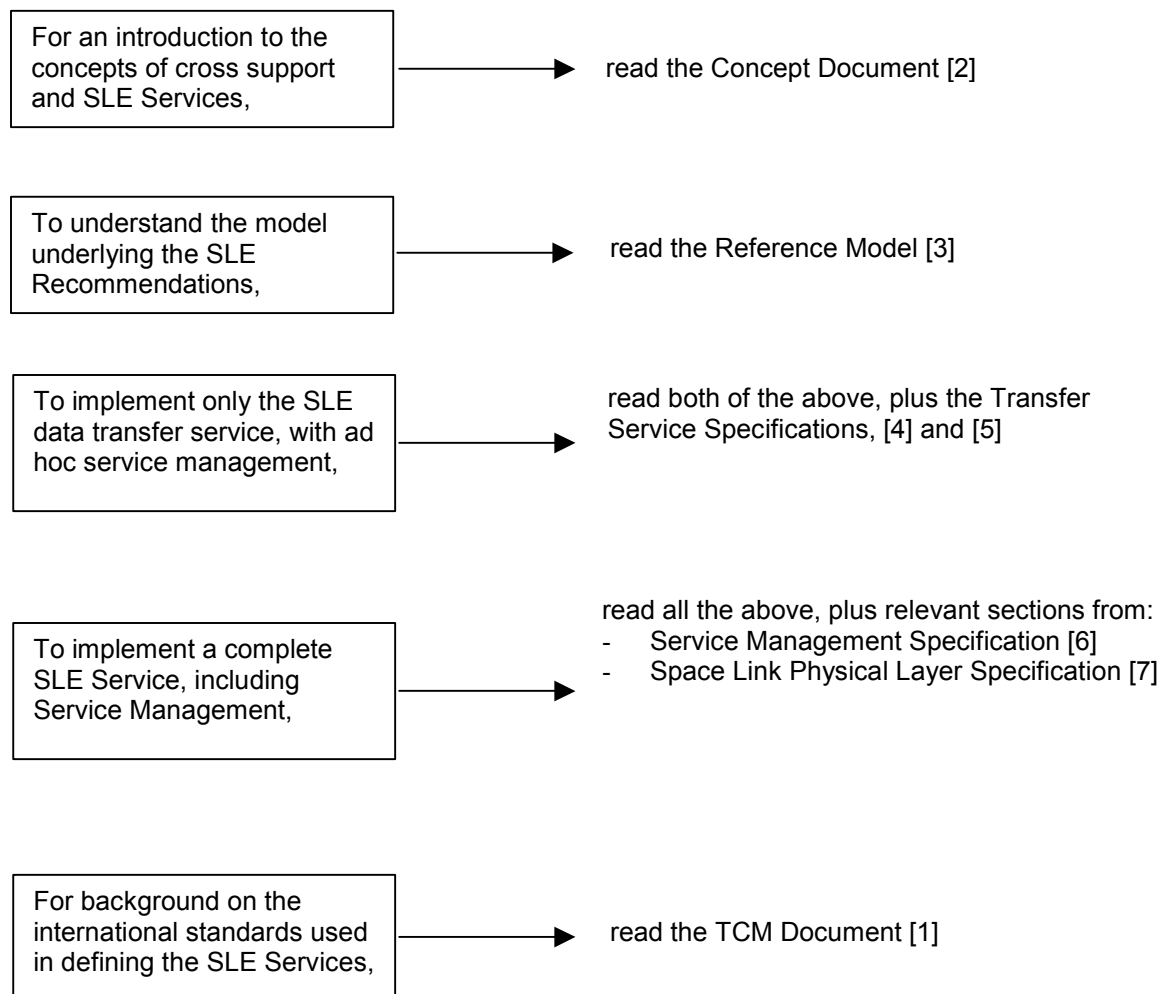 For an introduction to the
concepts of cross support
and SLE Services,
read the Concept Document [2]
To understand the model
underlying the SLE
Recommendations,
read the Reference Model [3]
To implement only the SLE
data transfer service, with ad
hoc service management,
read both of the above, plus the Transfer
Service Specifications, [4] and [5]
To implement a complete
SLE Service, including
Service Management,
read all the above, plus relevant sections from:
- Service Management Specification [6]
- Space Link Physical Layer Specification [7]
For background on the
international standards used
in defining the SLE Services,
read the TCM Document [1]